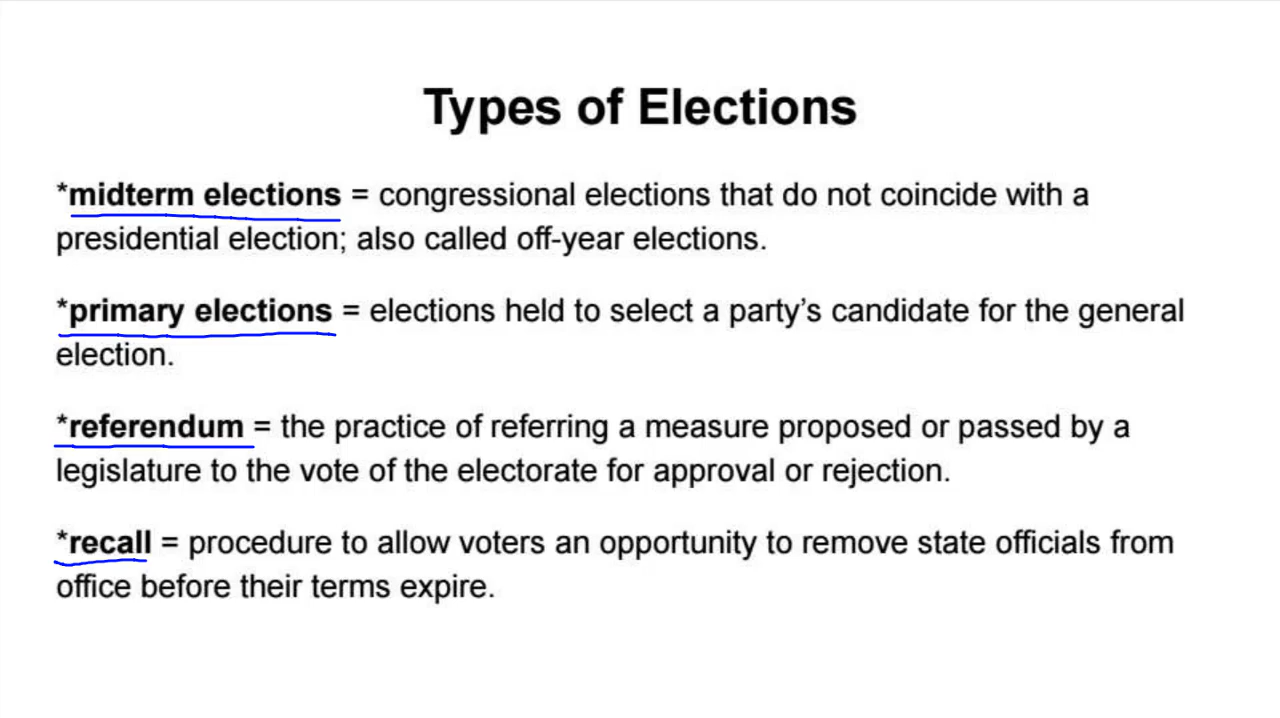 Types of Elections
*midterm elections = congressional elections that do not coincide with a
presidential election; also called off-year elections.
*primary elections = elections held to select a party’s candidate for the general
election.
*referendum = the practice of referring a measure proposed or passed by a
legislature to the vote of the electorate for approval or rejection.
*recall = procedure to allow voters an opportunity to remove state officials from
office before their terms expire.